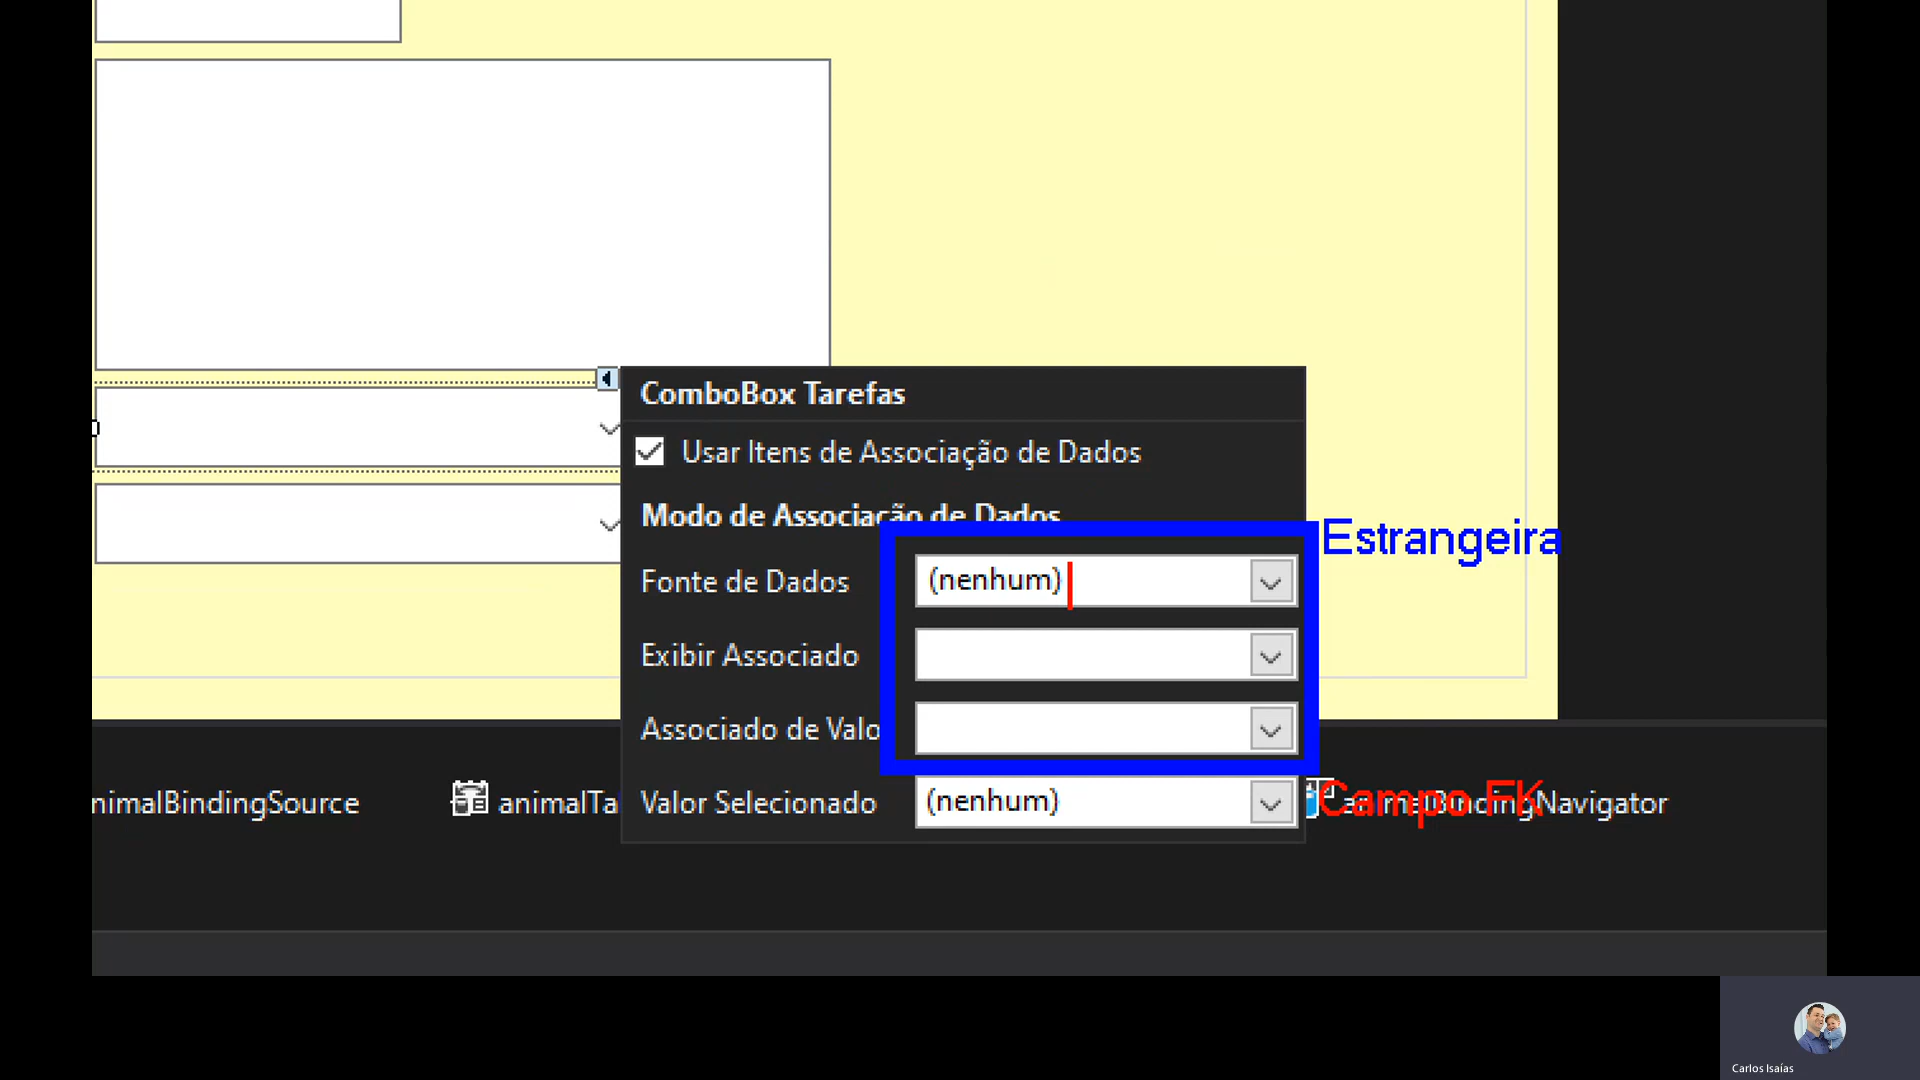 ComboBox Tarefas
Usar Itens de Associação de Dados
Modo de Associação de Dados
Estrangeira
Fonte de Dados (nenhum)
Exibir Associado
Associado de Valo
Valor Selecionado (nenhum)
Campo FK
nimalBindingSource
animalTa
animalBindingNavigator
Carlos Isaías